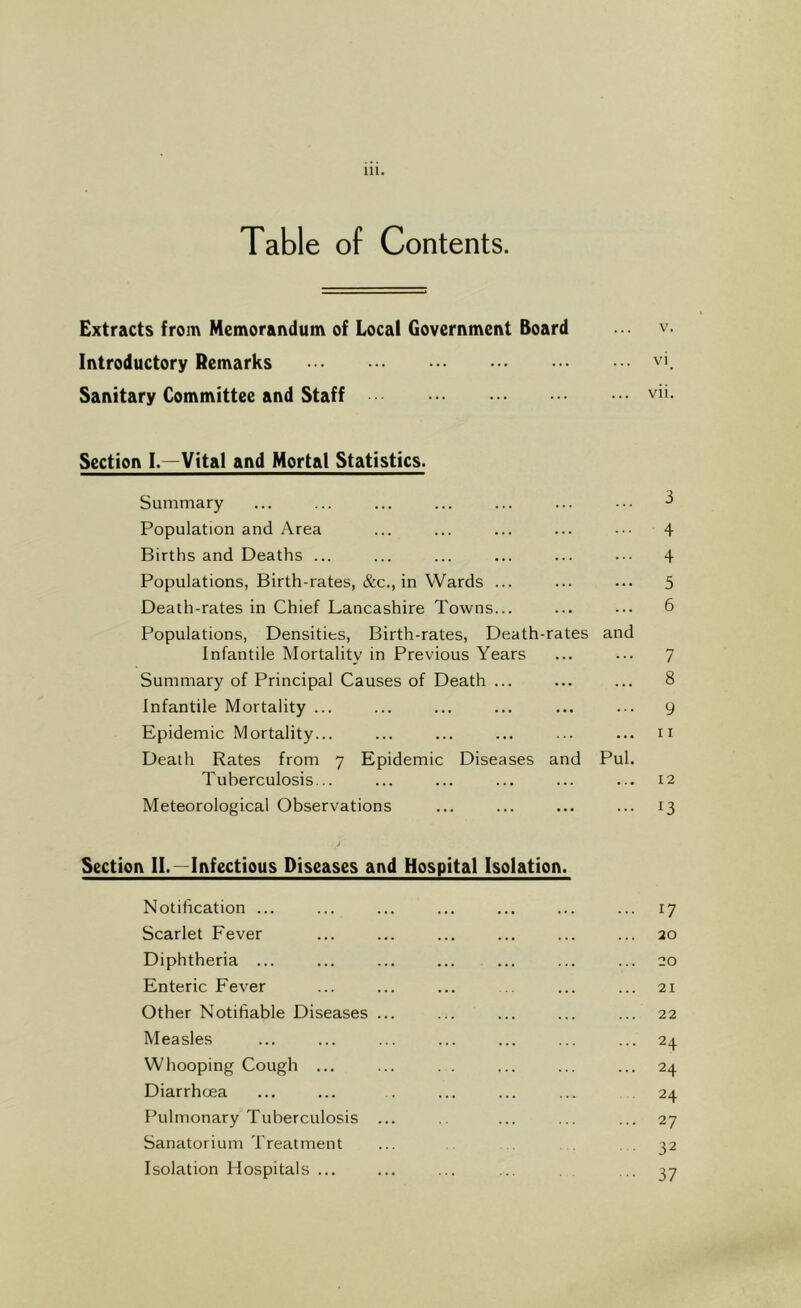 iii.
Table of Contents.
Extracts from Memorandum of Local Government Board ... v.
Introductory Remarks ... ... ... ... ... ... vi.
Sanitary Committee and Staff ... ... ... ... ... vii.
Section I.—Vital and Mortal Statistics.
Summary ... ... ... ... ... ... ... 3
Population and Area ... ... ... ... ... 4
Births and Deaths ... ... ... ... ... ... 4
Populations, Birth-rates, &c., in Wards ... ... ... 5
Death-rates in Chief Lancashire Towns... ... ... 6
Populations, Densities, Birth-rates, Death-rates and
Infantile Mortality in Previous Years ... ... 7
Summary of Principal Causes of Death ... ... ... 8
Infantile Mortality ... ... ... ... ... ... 9
Epidemic Mortality... ... ... ... ... ... 11
Death Rates from 7 Epidemic Diseases and Pul.
Tuberculosis... ... ... ... ... ... 12
Meteorological Observations ... ... ... ... 13
Section II.—Infectious Diseases and Hospital Isolation.
Notification ... ... ... ... ... ... ... 17
Scarlet Fever ... ... ... ... ... ... 20
Diphtheria ... ... ... ... ... ... ... 20
Enteric Fever ... ... ... ... ... ... 21
Other Notifiable Diseases ... ... ... ... ... 22
Measles ... ... ... ... ... ... ... 24
Whooping Cough ... ... ... ... ... ... 24
Diarrhœa ... ... ... ... ... ... ... 24
Pulmonary Tuberculosis ... ... ... ... ... 27
Sanatorium Treatment ... ... ... ... 32
Isolation Hospitals ... ... ... ... ... 37